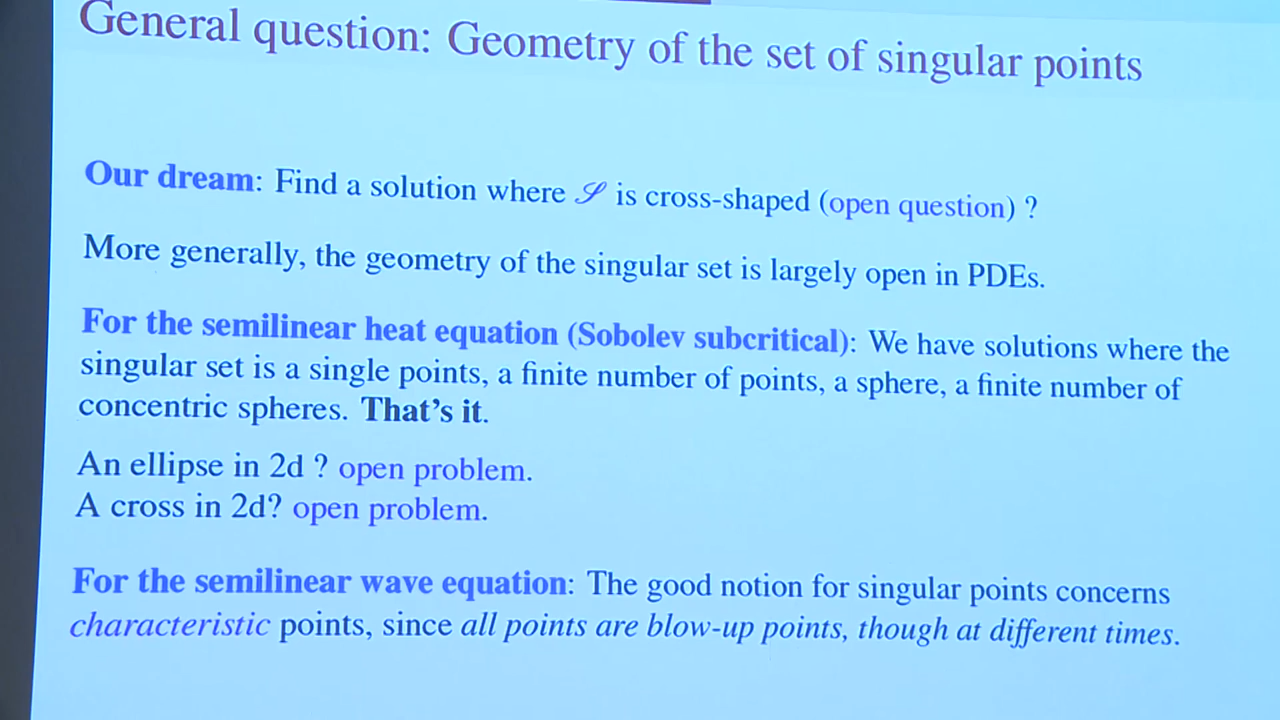 General question: Geometry of the set of singular points
Our dream: Find a solution where 𝒮 is cross-shaped (open question) ?
More generally, the geometry of the singular set is largely open in PDEs.
For the semilinear heat equation (Sobolev subcritical): We have solutions where the
singular set is a single points, a finite number of points, a sphere, a finite number of
concentric spheres. That's it.
An ellipse in 2d ? open problem.
A cross in 2d? open problem.
For the semilinear wave equation: The good notion for singular points concerns
characteristic points, since all points are blow-up points, though at different times.